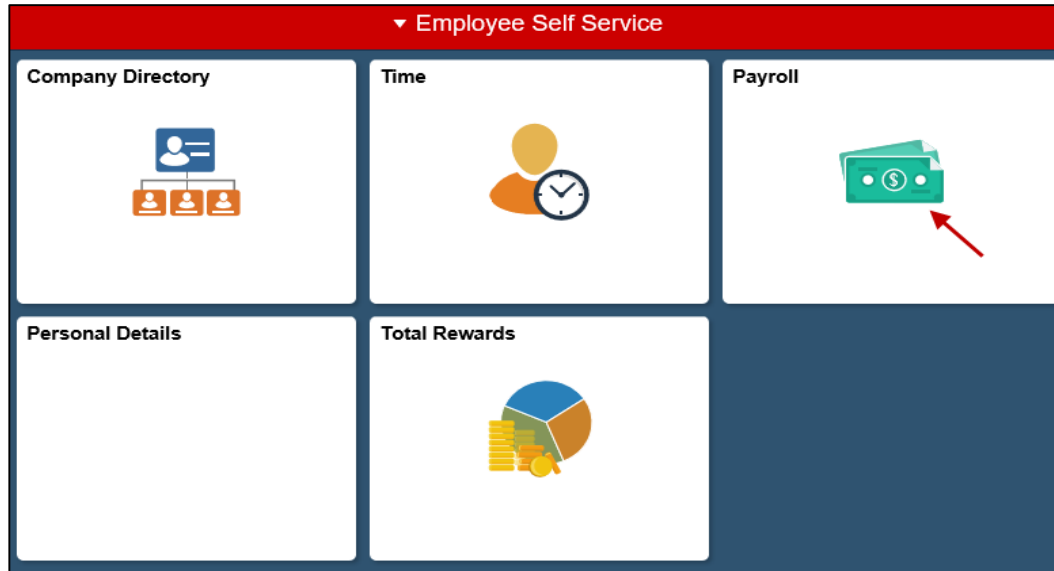 Employee Self Service
Company Directory
Time
Payroll
$
Personal Details
Total Rewards